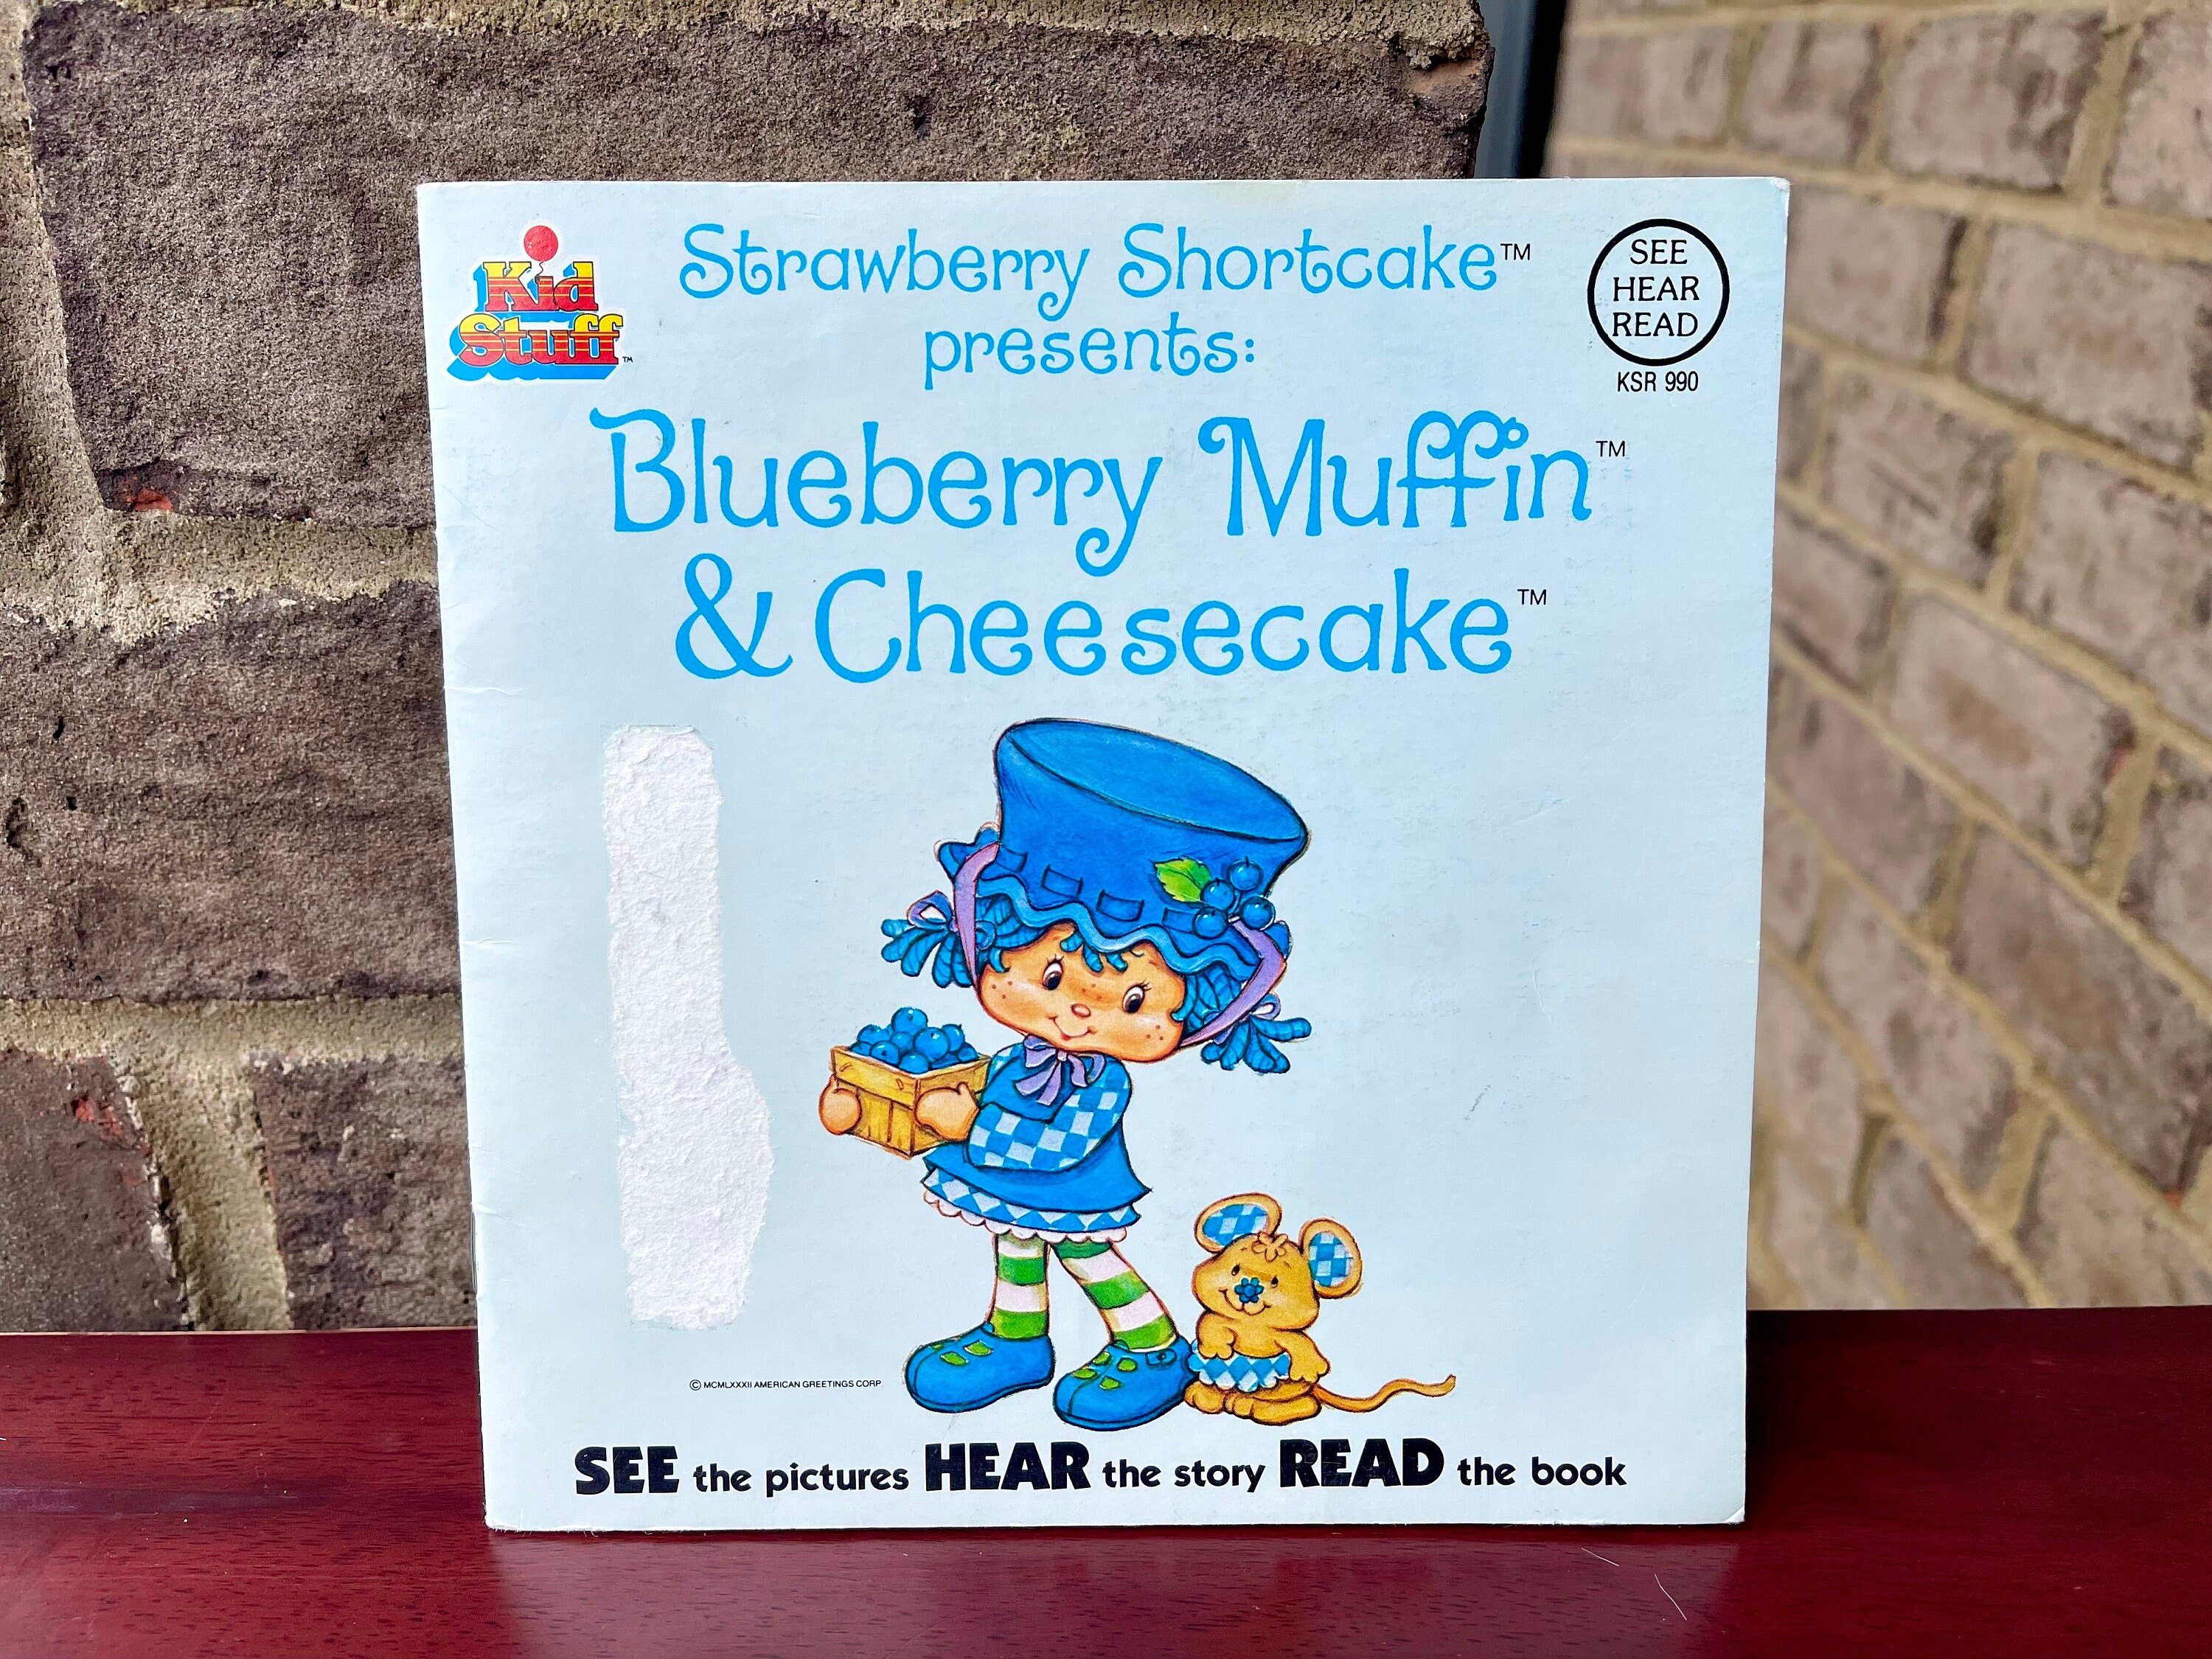 Kid
Stuff™
Strawberry Shortcake™
presents:
SEE
HEAR
READ
KSR 990
Blueberry Muffin™
& Cheesecake™
© MCMLXXXII AMERICAN GREETINGS CORP
SEE the pictures HEAR the story READ the book